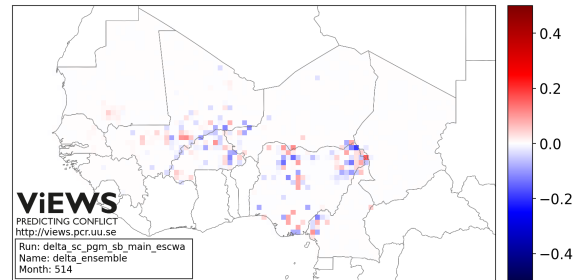 ViEWS
PREDICTING CONFLICT
http://views.pcr.uu.se
Run: delta_sc_pgm_sb_main_escwa
Name: delta_ensemble
Month: 514
0.4
0.2
0.0
−0.2
−0.4